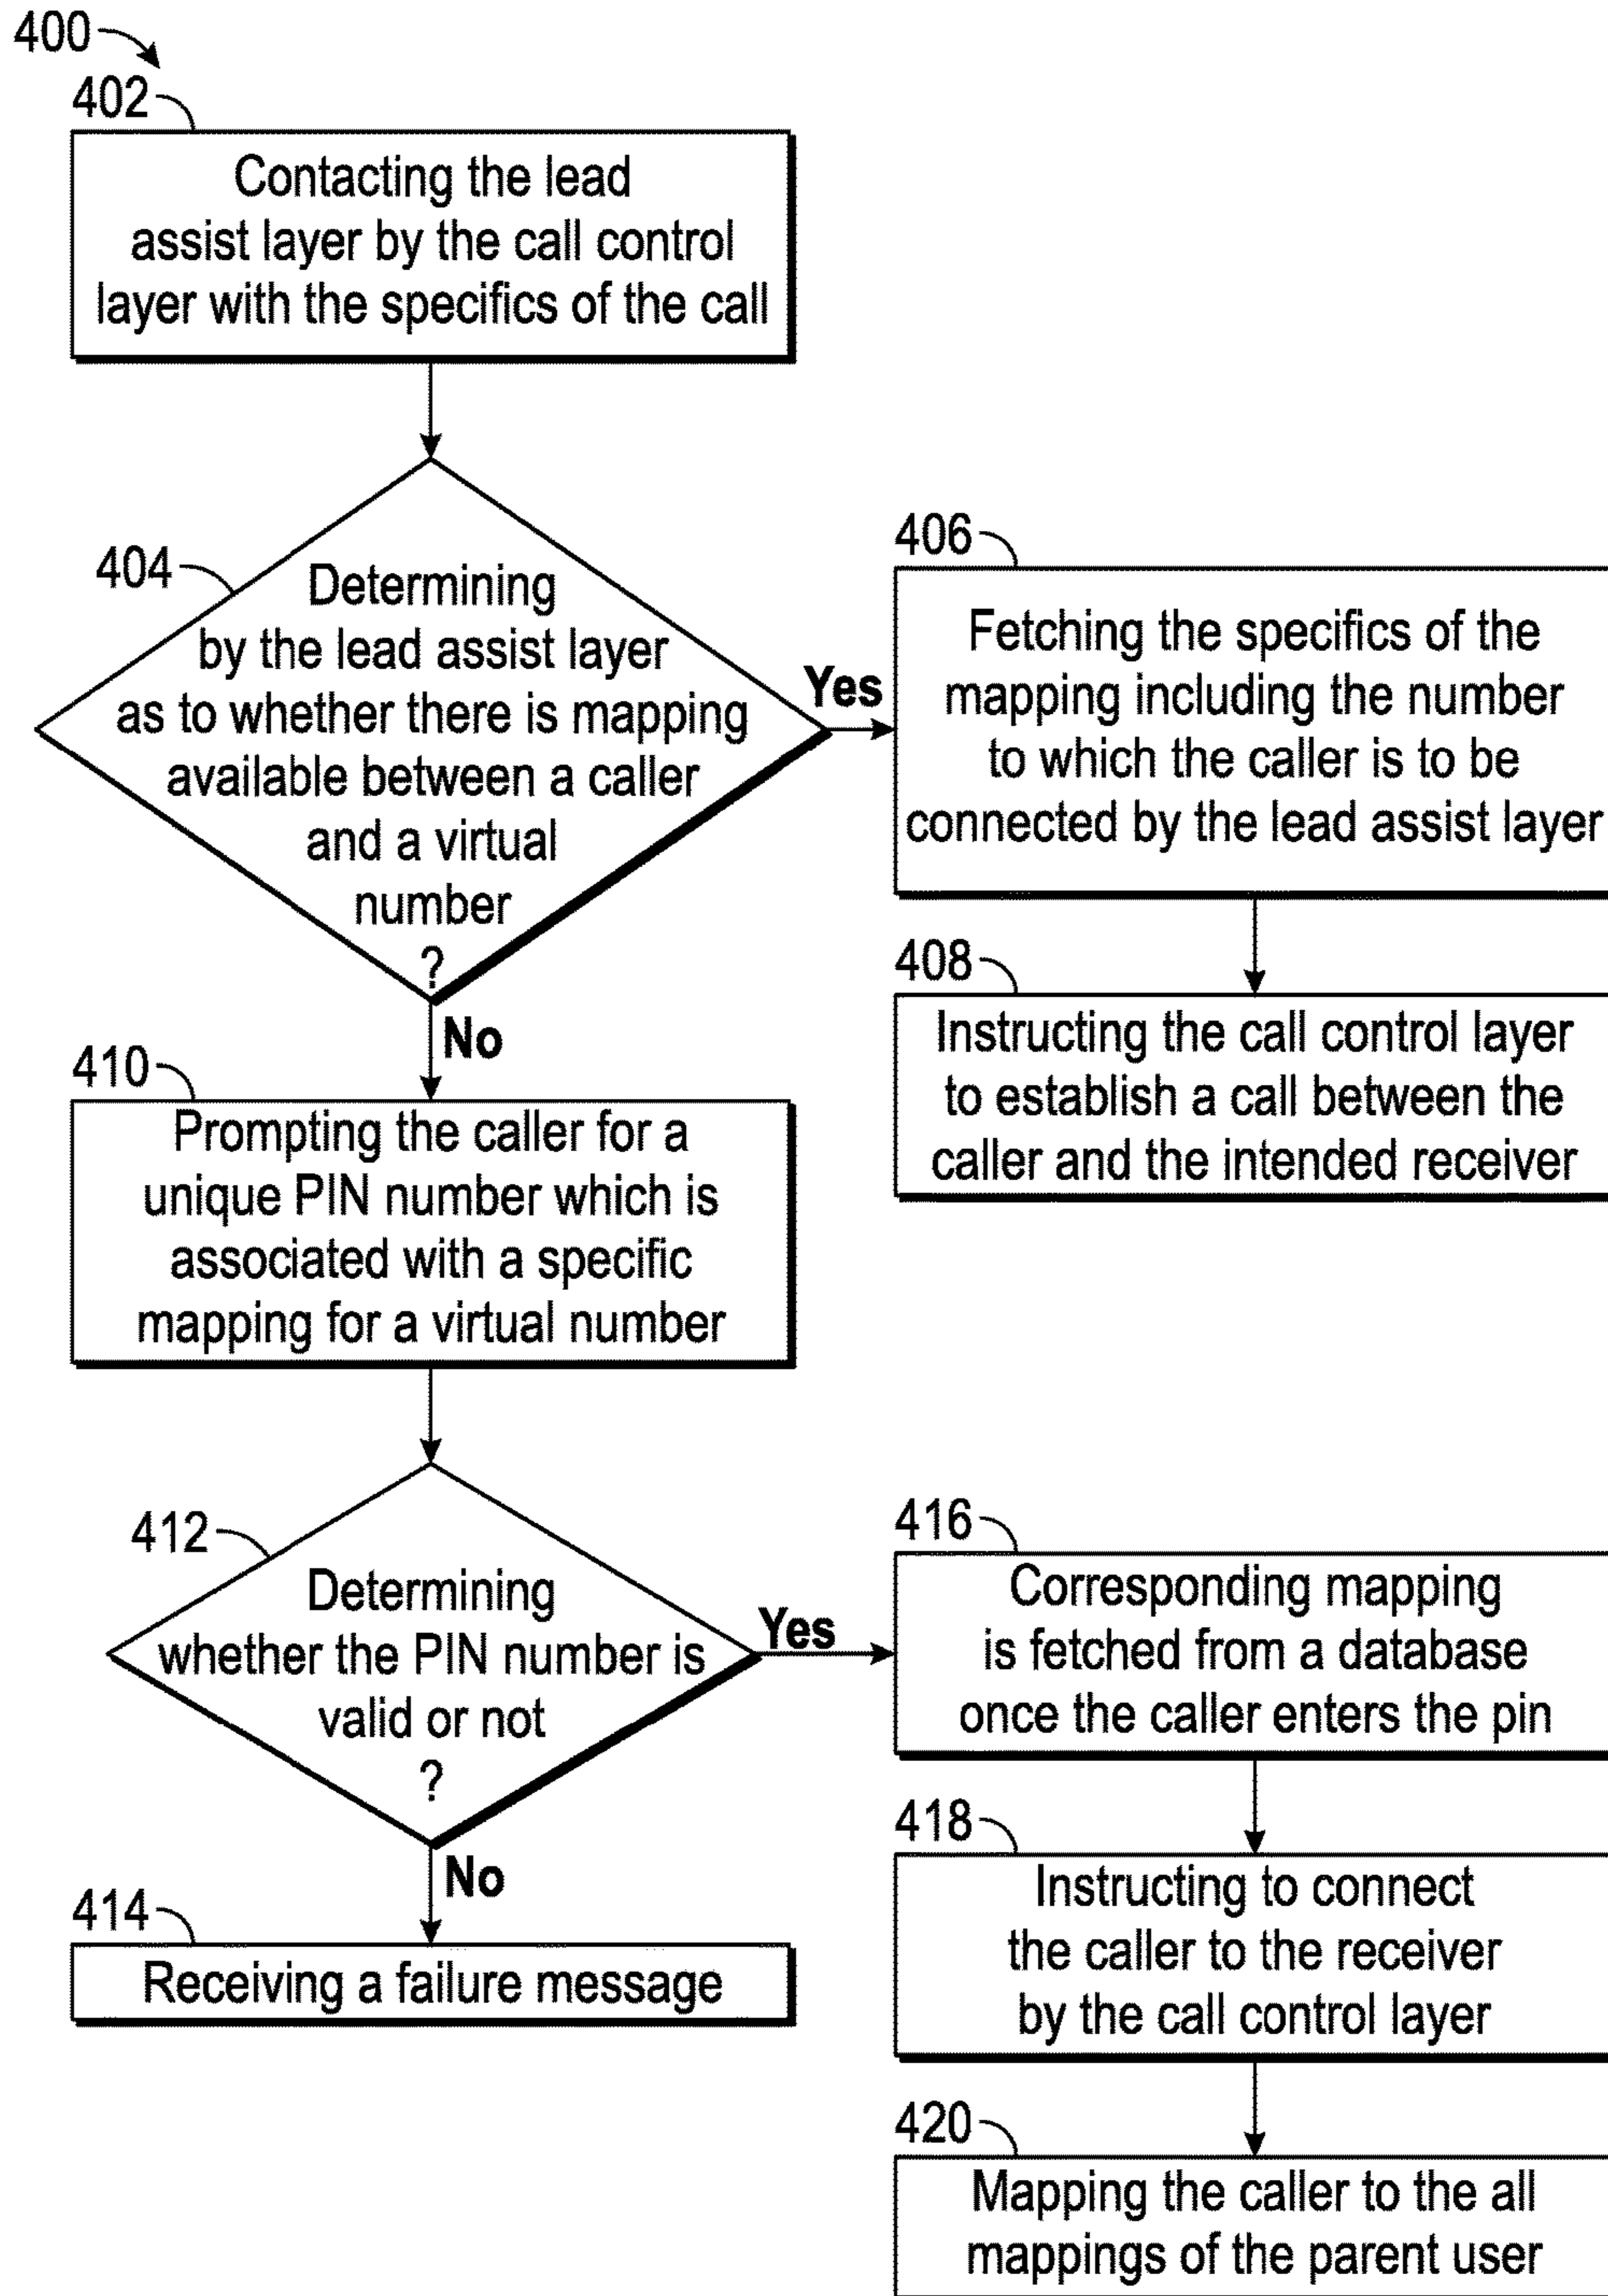 400
402
Contacting the lead
assist layer by the call control
layer with the specifics of the call
404
Determining
by the lead assist layer
as to whether there is mapping
available between a caller
and a virtual
number
?
Yes
406
Fetching the specifics of the
mapping including the number
to which the caller is to be
connected by the lead assist layer
408
Instructing the call control layer
to establish a call between the
caller and the intended receiver
No
410
Prompting the caller for a
unique PIN number which is
associated with a specific
mapping for a virtual number
412
Determining
whether the PIN number is
valid or not
?
Yes
416
Corresponding mapping
is fetched from a database
once the caller enters the pin
418
Instructing to connect
the caller to the receiver
by the call control layer
No
414
Receiving a failure message
420
Mapping the caller to the all
mappings of the parent user